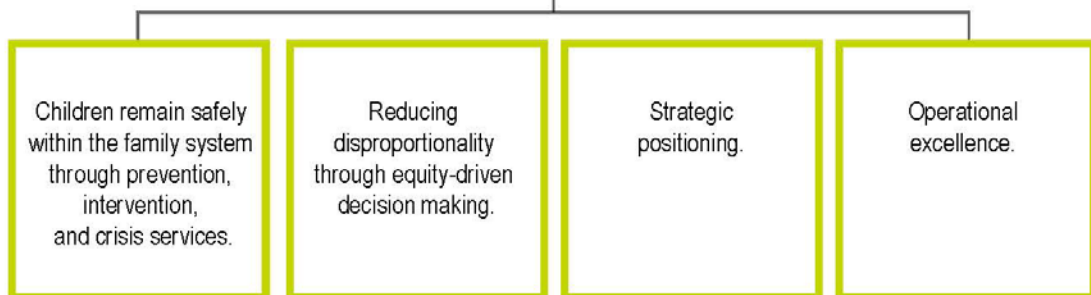 Children remain safely
within the family system
through prevention,
intervention,
and crisis services.
Reducing
disproportionality
through equity-driven
decision making.
Strategic
positioning.
Operational
excellence.